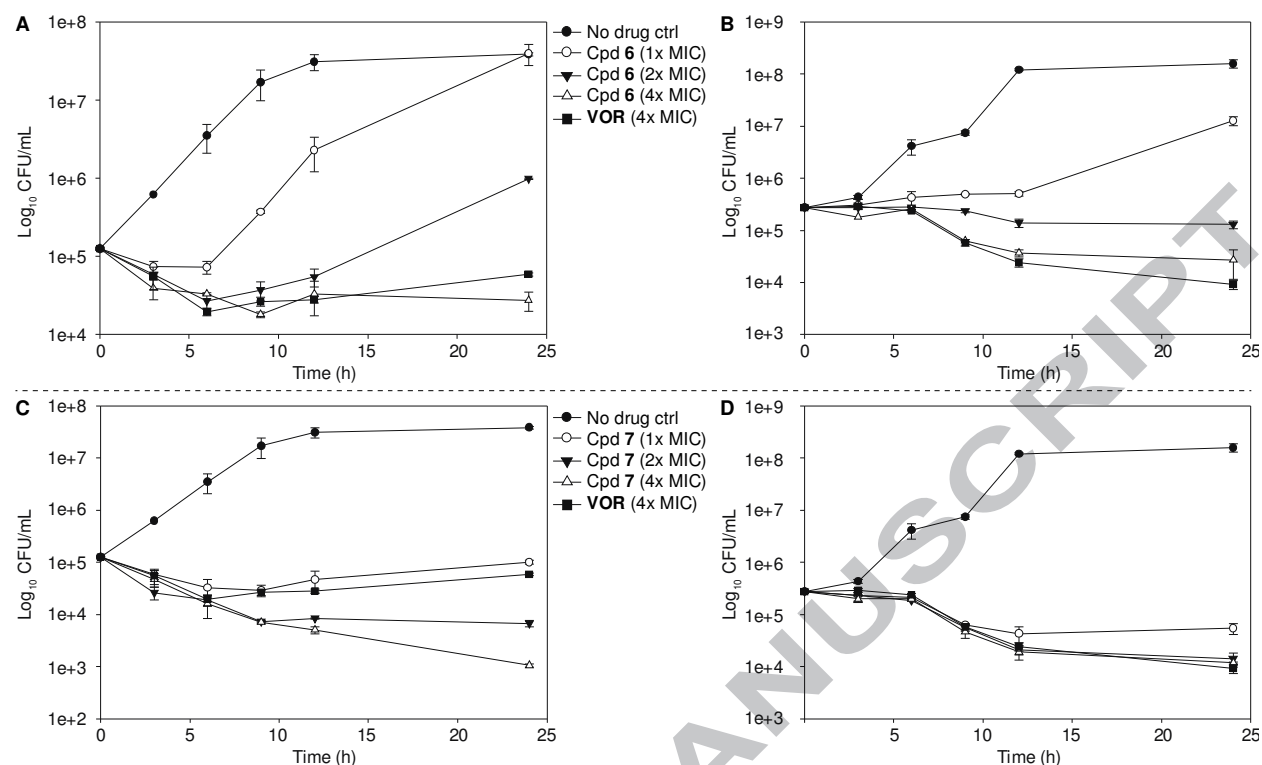 A
1e+8
1e+7
1e+6
1e+5
1e+4
Log10 CFU/mL
0 5 10 15 20 25
Time (h)
No drug ctrl
Cpd 6 (1x MIC)
Cpd 6 (2x MIC)
Cpd 6 (4x MIC)
VOR (4x MIC)
B
1e+9
1e+8
1e+7
1e+6
1e+5
1e+4
1e+3
Log10 CFU/mL
0 5 10 15 20 25
Time (h)
C
1e+8
1e+7
1e+6
1e+5
1e+4
1e+3
1e+2
Log10 CFU/mL
0 5 10 15 20 25
Time (h)
No drug ctrl
Cpd 7 (1x MIC)
Cpd 7 (2x MIC)
Cpd 7 (4x MIC)
VOR (4x MIC)
D
1e+9
1e+8
1e+7
1e+6
1e+5
1e+4
1e+3
Log10 CFU/mL
0 5 10 15 20 25
Time (h)
ANUSCRIPT